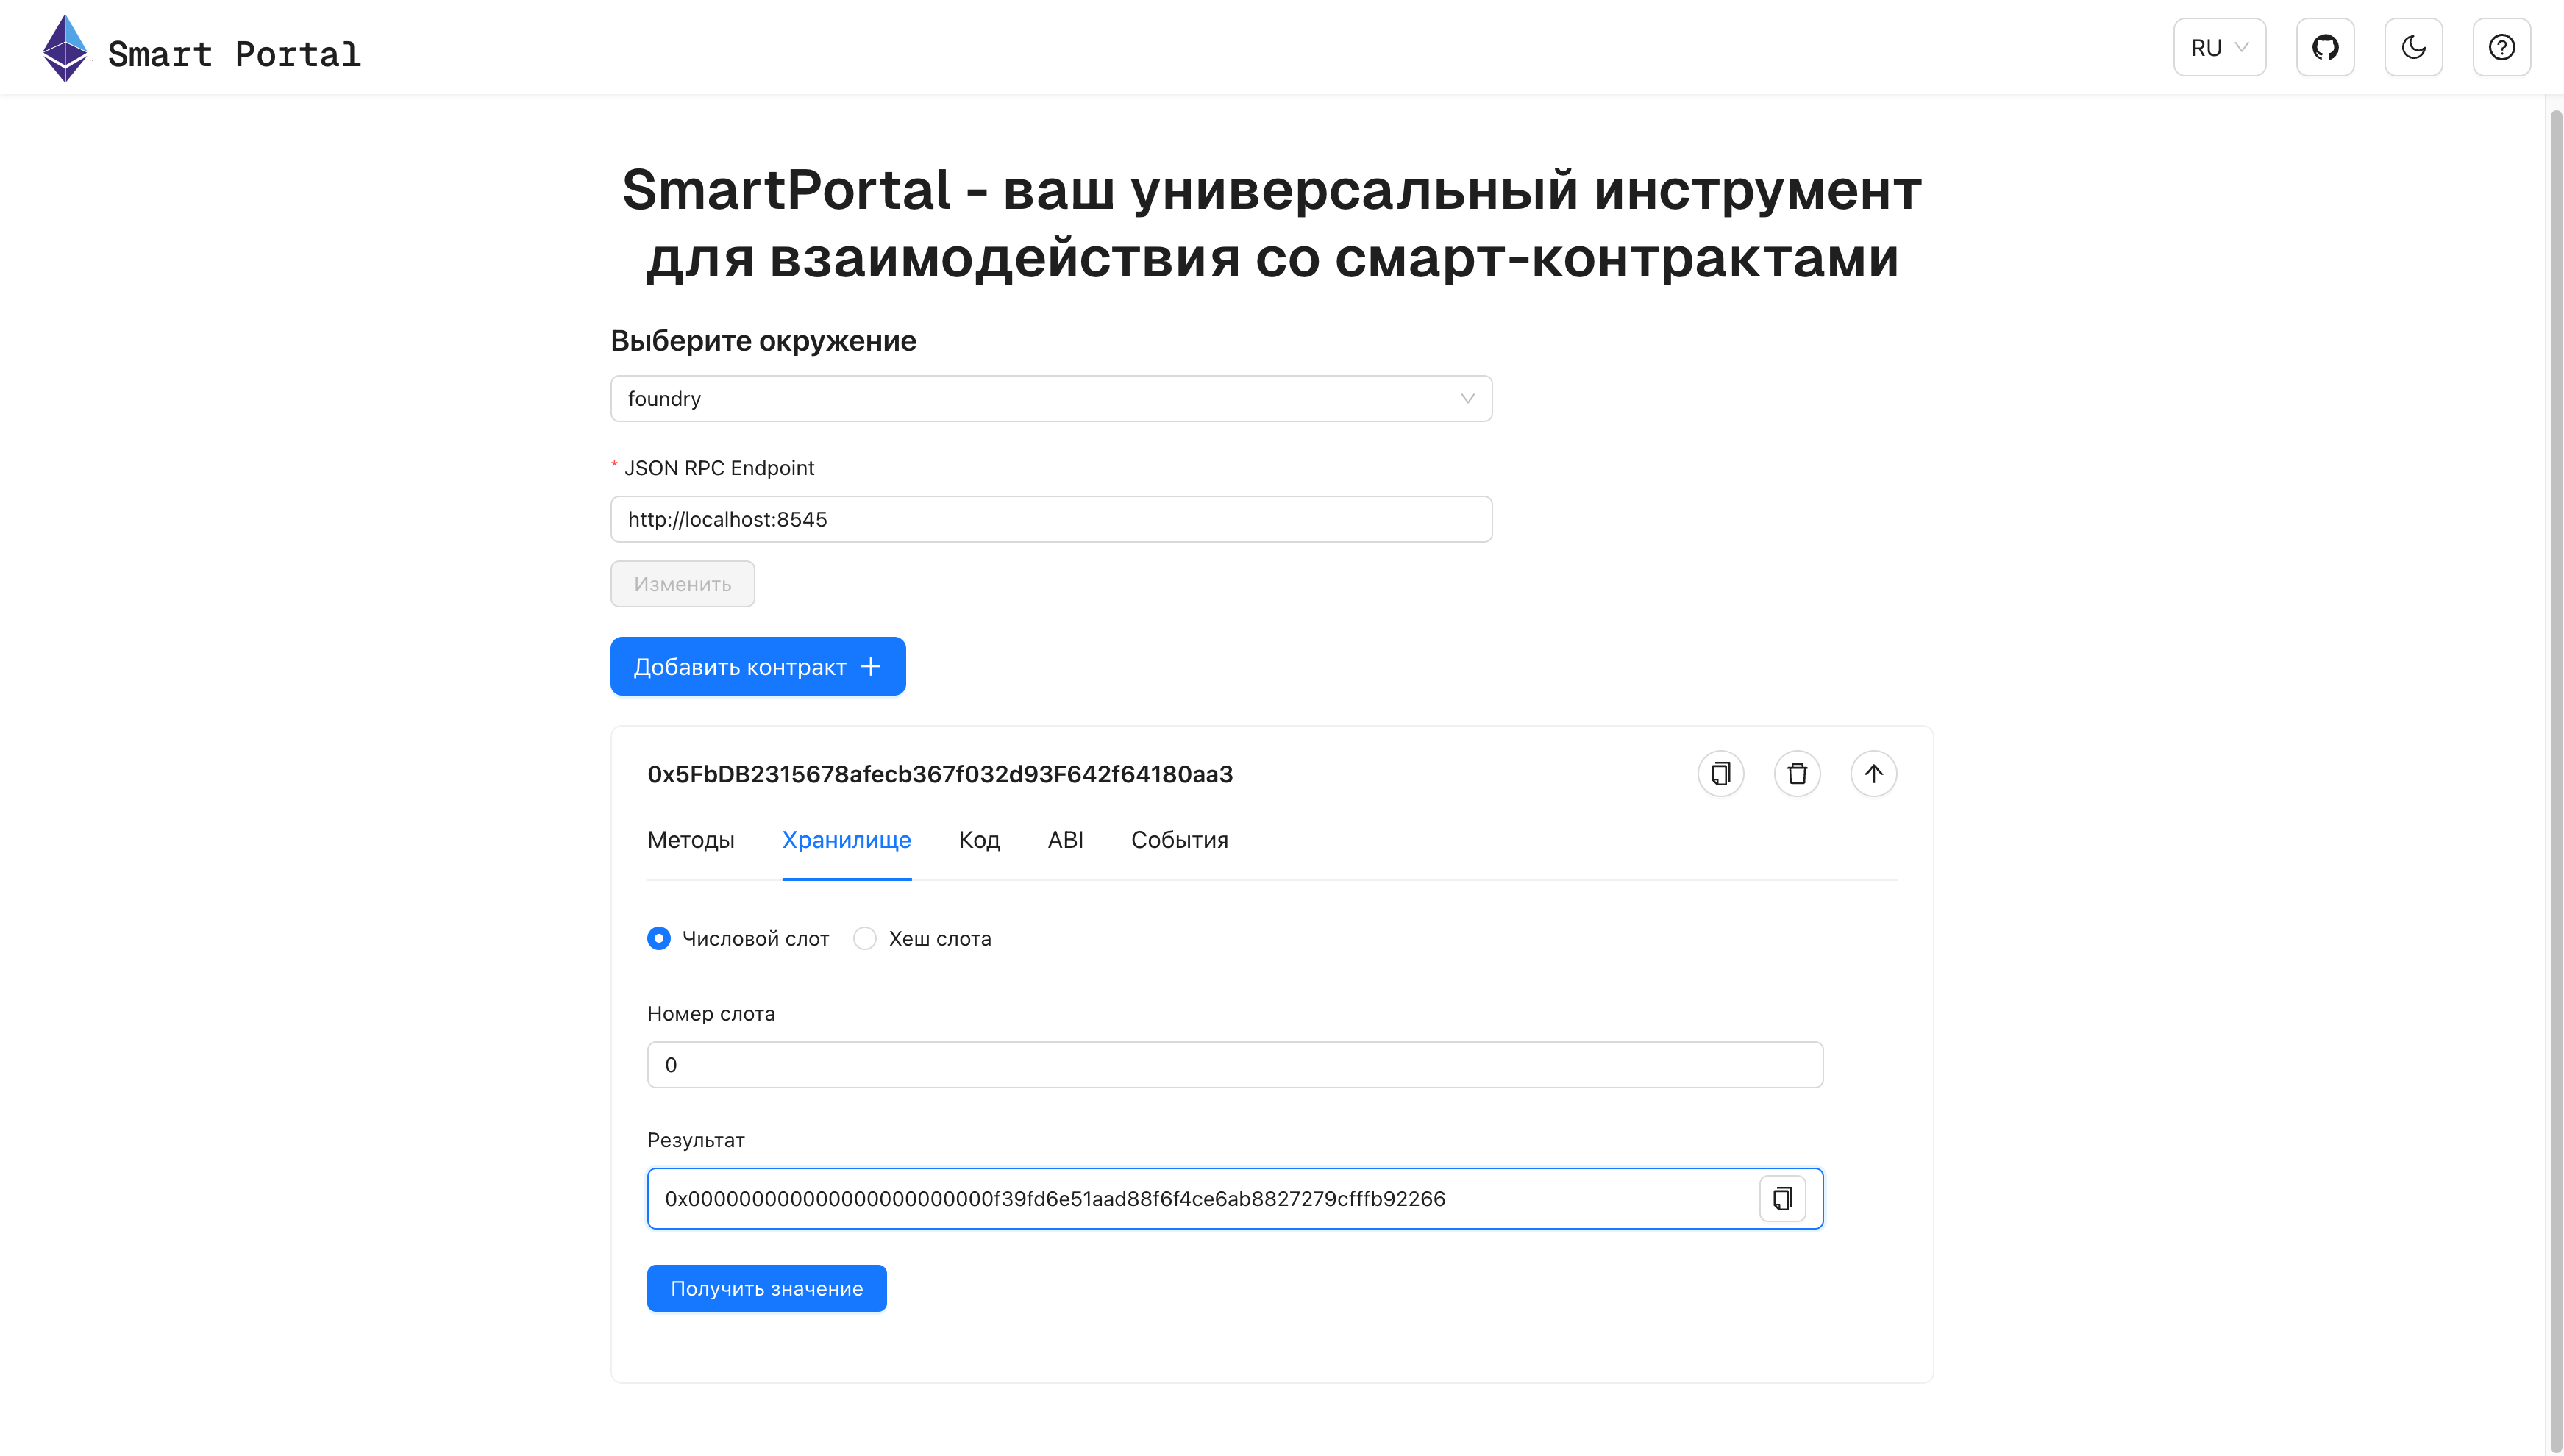 Smart Portal
RU
SmartPortal - ваш универсальный инструмент
для взаимодействия со смарт-контрактами
Выберите окружение
foundry
* JSON RPC Endpoint
http://localhost:8545
Изменить
Добавить контракт +
0x5FbDB2315678afecb367f032d93F642f64180aa3
Методы Хранилище Код ABI События
Числовой слот Хеш слота
Номер слота
0
Результат
0x000000000000000000000000f39fd6e51aad88f6f4ce6ab8827279cfffb92266
Получить значение